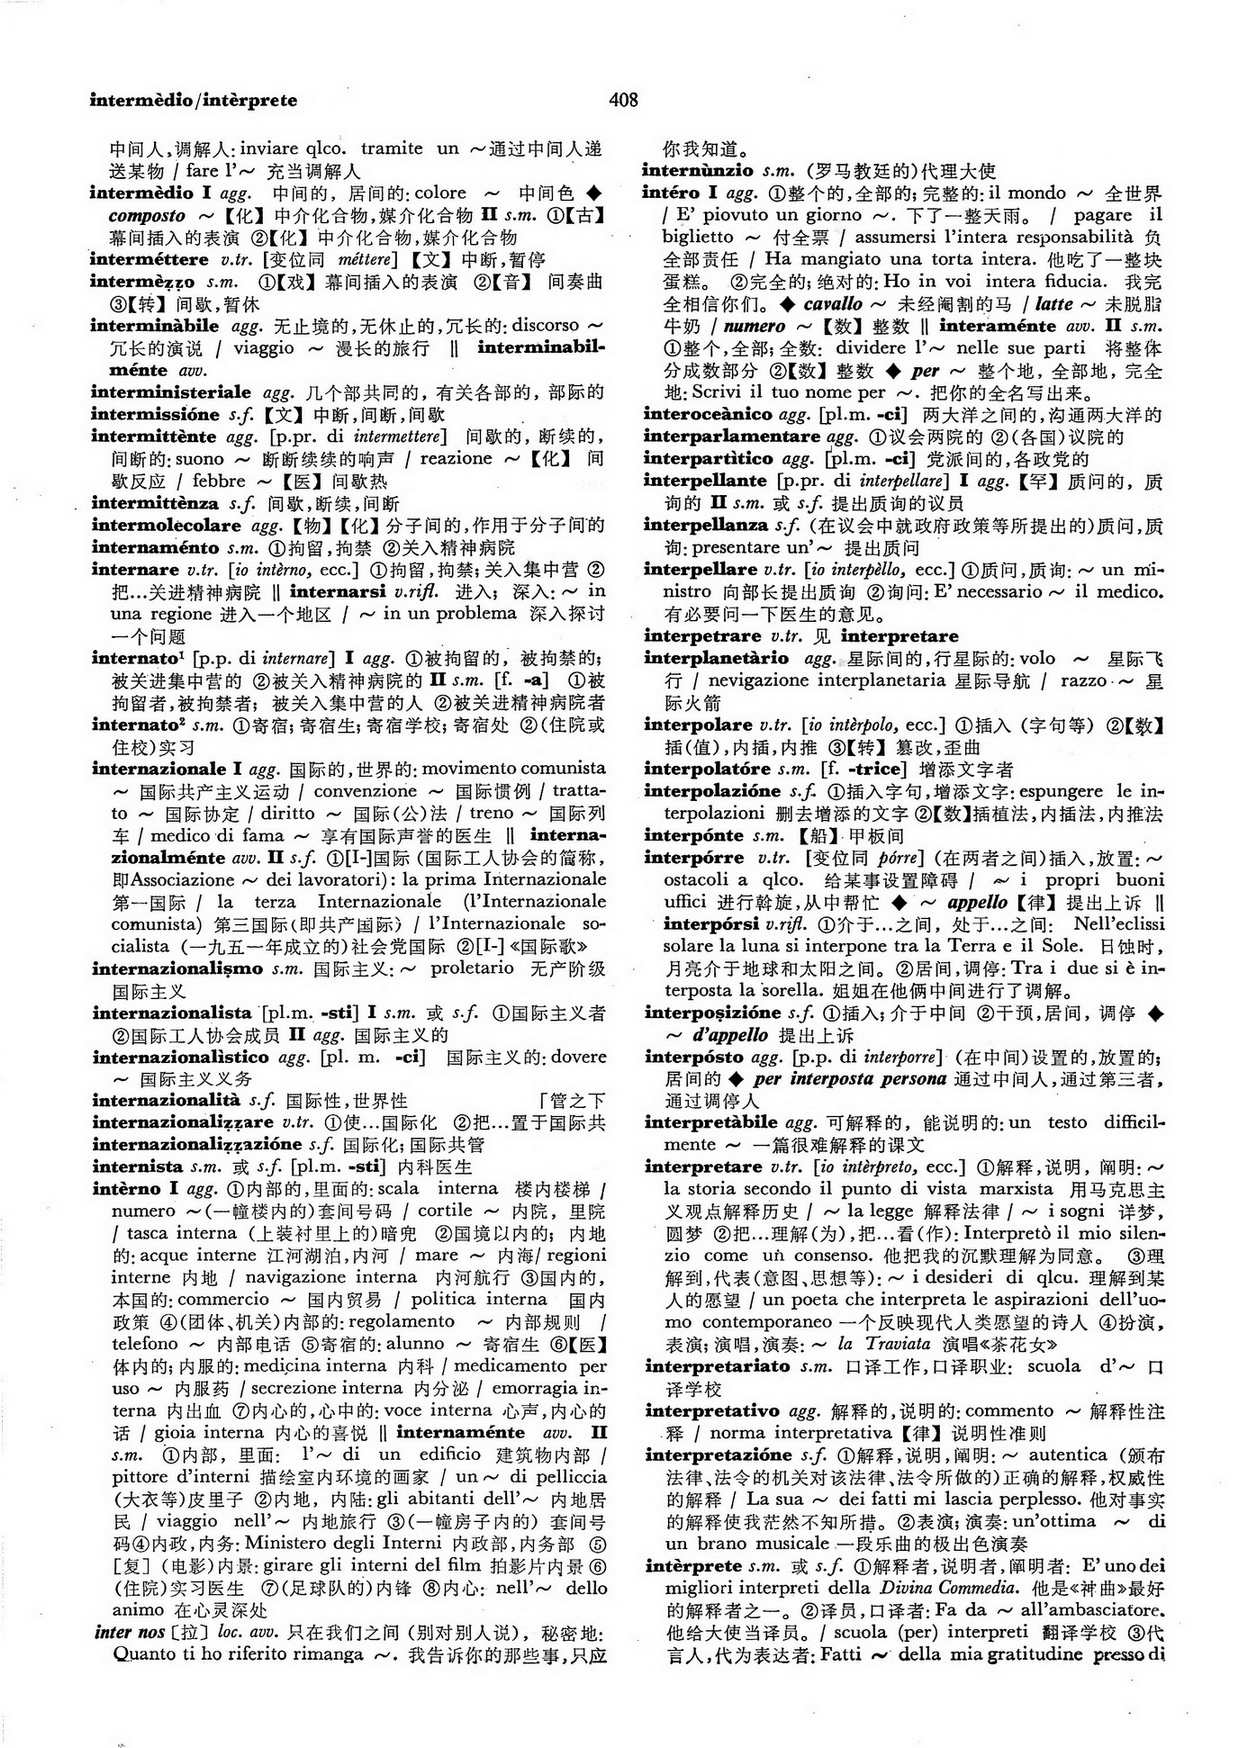 intermèdio/intèrprete
408
中间人,调解人: inviare qlco. tramite un ～通过中间人递
送某物 / fare l'～ 充当调解人
intermèdio I agg. 中间的, 居间的: colore ～ 中间色 ◆
composto ～【化】中介化合物,媒介化合物 II s.m. ①【古】
幕间插入的表演 ②【化】中介化合物,媒介化合物
interméttere v.tr. [变位同 méttere]【文】中断,暂停
intermèẓẓo s.m. ①【戏】幕间插入的表演 ②【音】间奏曲
③【转】间歇,暂休
interminàbile agg. 无止境的,无休止的,冗长的: discorso ～
冗长的演说 / viaggio ～ 漫长的旅行 ‖ interminabil-
ménte avv.
interministeriale agg. 几个部共同的, 有关各部的, 部际的
intermissióne s.f.【文】中断,间断,间歇
intermittènte agg. [p.pr. di intermettere] 间歇的, 断续的,
间断的: suono ～ 断断续续的响声 / reazione ～【化】间
歇反应 / febbre ～【医】间歇热
intermittènza s.f. 间歇,断续,间断
intermolecolare agg.【物】【化】分子间的,作用于分子间的
internaménto s.m. ①拘留,拘禁 ②关入精神病院
internare v.tr. [io intèrno, ecc.] ①拘留,拘禁; 关入集中营 ②
把…关进精神病院 ‖ internarsi v.rifl. 进入; 深入: ～ in
una regione 进入一个地区 / ～ in un problema 深入探讨
一个问题
internato¹ [p.p. di internare] I agg. ①被拘留的, 被拘禁的;
被关进集中营的 ②被关入精神病院的 II s.m. [f. -a] ①被
拘留者,被拘禁者; 被关入集中营的人 ②被关进精神病院者
internato² s.m. ①寄宿; 寄宿生; 寄宿学校; 寄宿处 ②(住院或
住校)实习
internazionale I agg. 国际的,世界的: movimento comunista
～ 国际共产主义运动 / convenzione ～ 国际惯例 / tratta-
to ～ 国际协定 / diritto ～ 国际(公)法 / treno ～ 国际列
车 / medico di fama ～ 享有国际声誉的医生 ‖ interna-
zionalménte avv. II s.f. ①[I-]国际 (国际工人协会的简称,
即Associazione ～ dei lavoratori): la prima Internazionale
第一国际 / la terza Internazionale (l'Internazionale
comunista) 第三国际(即共产国际) / l'Internazionale so-
cialista (一九五一年成立的)社会党国际 ②[I-]《国际歌》
internazionalismo s.m. 国际主义: ～ proletario 无产阶级
国际主义
internazionalista [pl.m. -sti] I s.m. 或 s.f. ①国际主义者
②国际工人协会成员 II agg. 国际主义的
internazionalìstico agg. [pl. m. -ci] 国际主义的: dovere
～ 国际主义义务
internazionalità s.f. 国际性,世界性 「管之下
internazionaliẓẓare v.tr. ①使…国际化 ②把…置于国际共
internazionaliẓẓazióne s.f. 国际化; 国际共管
internista s.m. 或 s.f. [pl.m. -sti] 内科医生
intèrno I agg. ①内部的,里面的: scala interna 楼内楼梯 /
numero ～(一幢楼内的)套间号码 / cortile ～ 内院, 里院
/ tasca interna (上装衬里上的)暗兜 ②国境以内的; 内地
的: acque interne 江河湖泊,内河 / mare ～ 内海/ regioni
interne 内地 / navigazione interna 内河航行 ③国内的,
本国的: commercio ～ 国内贸易 / politica interna 国内
政策 ④(团体、机关)内部的: regolamento ～ 内部规则 /
telefono ～ 内部电话 ⑤寄宿的: alunno ～ 寄宿生 ⑥【医】
体内的; 内服的: medicina interna 内科 / medicamento per
uso ～ 内服药 / secrezione interna 内分泌 / emorragia in-
terna 内出血 ⑦内心的,心中的: voce interna 心声,内心的
话 / gioia interna 内心的喜悦 ‖ internaménte avv. II
s.m. ①内部, 里面: l'～ di un edificio 建筑物内部 /
pittore d'interni 描绘室内环境的画家 / un～ di pelliccia
(大衣等)皮里子 ②内地, 内陆: gli abitanti dell'～ 内地居
民 / viaggio nell'～ 内地旅行 ③(一幢房子内的) 套间号
码④内政,内务: Ministero degli Interni 内政部,内务部 ⑤
[复] (电影)内景: girare gli interni del film 拍影片内景 ⑥
(住院)实习医生 ⑦(足球队的)内锋 ⑧内心: nell'～ dello
animo 在心灵深处
inter nos〔拉〕loc. avv. 只在我们之间 (别对别人说), 秘密地:
Quanto ti ho riferito rimanga ～. 我告诉你的那些事,只应
你我知道。
internùnzio s.m. (罗马教廷的)代理大使
intéro I agg. ①整个的,全部的; 完整的: il mondo ～ 全世界
/ E' piovuto un giorno ～. 下了一整天雨。 / pagare il
biglietto ～ 付全票 / assumersi l'intera responsabilità 负
全部责任 / Ha mangiato una torta intera. 他吃了一整块
蛋糕。 ②完全的; 绝对的: Ho in voi intera fiducia. 我完
全相信你们。◆ cavallo ～ 未经阉割的马 / latte ～ 未脱脂
牛奶 / numero ～【数】整数 ‖ interaménte avv. II s.m.
①整个,全部; 全数: dividere l'～ nelle sue parti 将整体
分成数部分 ②【数】整数 ◆ per ～ 整个地, 全部地, 完全
地: Scrivi il tuo nome per ～. 把你的全名写出来。
interoceànico agg. [pl.m. -ci] 两大洋之间的,沟通两大洋的
interparlamentare agg. ①议会两院的 ②(各国)议院的
interpartìtico agg. [pl.m. -ci] 党派间的,各政党的
interpellante [p.pr. di interpellare] I agg.【罕】质问的, 质
询的 II s.m. 或 s.f. 提出质询的议员
interpellanza s.f. (在议会中就政府政策等所提出的)质问,质
询: presentare un'～ 提出质问
interpellare v.tr. [io interpèllo, ecc.] ①质问,质询: ～ un mi-
nistro 向部长提出质询 ②询问: E' necessario ～ il medico.
有必要问一下医生的意见。
interpetrare v.tr. 见 interpretare
interplanetàrio agg. 星际间的,行星际的: volo ～ 星际飞
行 / nevigazione interplanetaria 星际导航 / razzo ～ 星
际火箭
interpolare v.tr. [io intèrpolo, ecc.] ①插入 (字句等) ②【数】
插(值),内插,内推 ③【转】篡改,歪曲
interpolatóre s.m. [f. -trice] 增添文字者
interpolazióne s.f. ①插入字句,增添文字: espungere le in-
terpolazioni 删去增添的文字 ②【数】插植法,内插法,内推法
interpónte s.m.【船】甲板间
interpórre v.tr. [变位同 pórre] (在两者之间)插入,放置: ～
ostacoli a qlco. 给某事设置障碍 / ～ i propri buoni
uffici 进行斡旋,从中帮忙 ◆ ～ appello【律】提出上诉 ‖
interpórsi v.rifl. ①介于…之间, 处于…之间: Nell'eclissi
solare la luna si interpone tra la Terra e il Sole. 日蚀时,
月亮介于地球和太阳之间。②居间,调停: Tra i due si è in-
terposta la sorella. 姐姐在他俩中间进行了调解。
interpoṣizióne s.f. ①插入; 介于中间 ②干预,居间, 调停 ◆
～ d'appello 提出上诉
interpósto agg. [p.p. di interporre] (在中间)设置的,放置的;
居间的 ◆ per interposta persona 通过中间人,通过第三者,
通过调停人
interpretàbile agg. 可解释的, 能说明的: un testo difficil-
mente ～ 一篇很难解释的课文
interpretare v.tr. [io intèrpreto, ecc.] ①解释,说明, 阐明: ～
la storia secondo il punto di vista marxista 用马克思主
义观点解释历史 / ～ la legge 解释法律 / ～ i sogni 详梦,
圆梦 ②把…理解(为),把…看(作): Interpretò il mio silen-
zio come un consenso. 他把我的沉默理解为同意。 ③理
解到,代表(意图、思想等): ～ i desideri di qlcu. 理解到某
人的愿望 / un poeta che interpreta le aspirazioni dell'uo-
mo contemporaneo 一个反映现代人类愿望的诗人 ④扮演,
表演; 演唱,演奏: ～ la Traviata 演唱《茶花女》
interpretariato s.m. 口译工作,口译职业: scuola d'～ 口
译学校
interpretativo agg. 解释的,说明的: commento ～ 解释性注
释 / norma interpretativa【律】说明性准则
interpretazióne s.f. ①解释,说明,阐明: ～ autentica (颁布
法律、法令的机关对该法律、法令所做的)正确的解释,权威性
的解释 / La sua ～ dei fatti mi lascia perplesso. 他对事实
的解释使我茫然不知所措。②表演; 演奏: un'ottima ～ di
un brano musicale 一段乐曲的极出色演奏
intèrprete s.m. 或 s.f. ①解释者,说明者,阐明者: E' uno dei
migliori interpreti della Divina Commedia. 他是《神曲》最好
的解释者之一。②译员,口译者: Fa da ～ all'ambasciatore.
他给大使当译员。/ scuola (per) interpreti 翻译学校 ③代
言人,代为表达者: Fatti ～ della mia gratitudine presso di